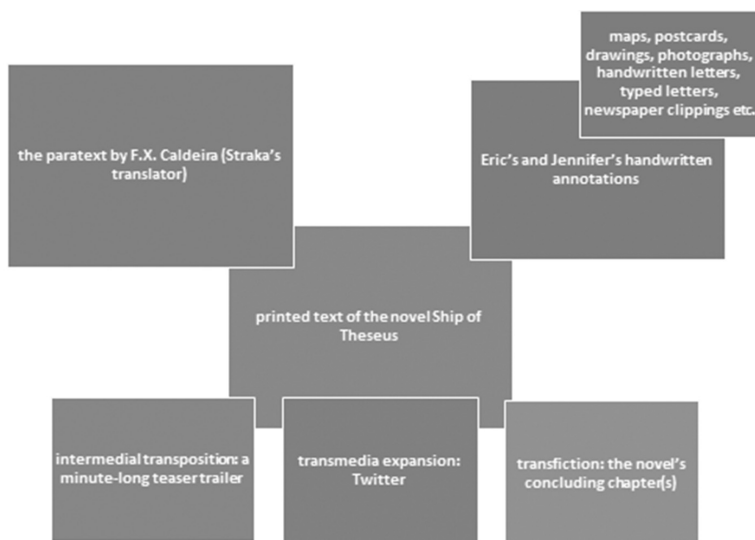 maps, postcards,
drawings, photographs,
handwritten letters,
typed letters,
newspaper clippings etc.
the paratext by F.X. Caldeira (Straka's
translator)
Eric's and Jennifer's handwritten
annotations
printed text of the novel Ship of
Theseus
intermedial transposition: a
minute-long teaser trailer
transmedia expansion:
Twitter
transfiction: the novel's
concluding chapter(s)